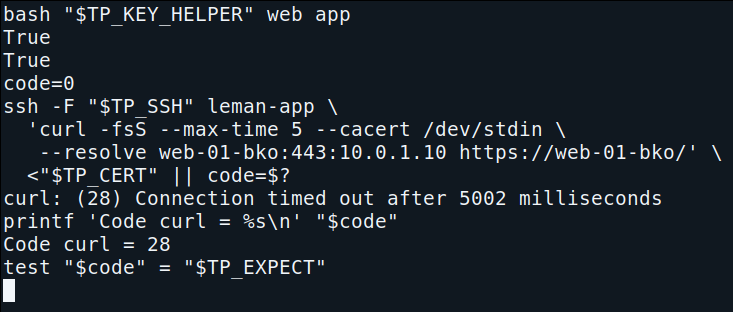 bash "$TP_KEY_HELPER" web app
True
True
code=0
ssh -F "$TP_SSH" leman-app \
  'curl -fsS --max-time 5 --cacert /dev/stdin \
   --resolve web-01-bko:443:10.0.1.10 https://web-01-bko/' \
  <"$TP_CERT" || code=$?
curl: (28) Connection timed out after 5002 milliseconds
printf 'Code curl = %s\n' "$code"
Code curl = 28
test "$code" = "$TP_EXPECT"